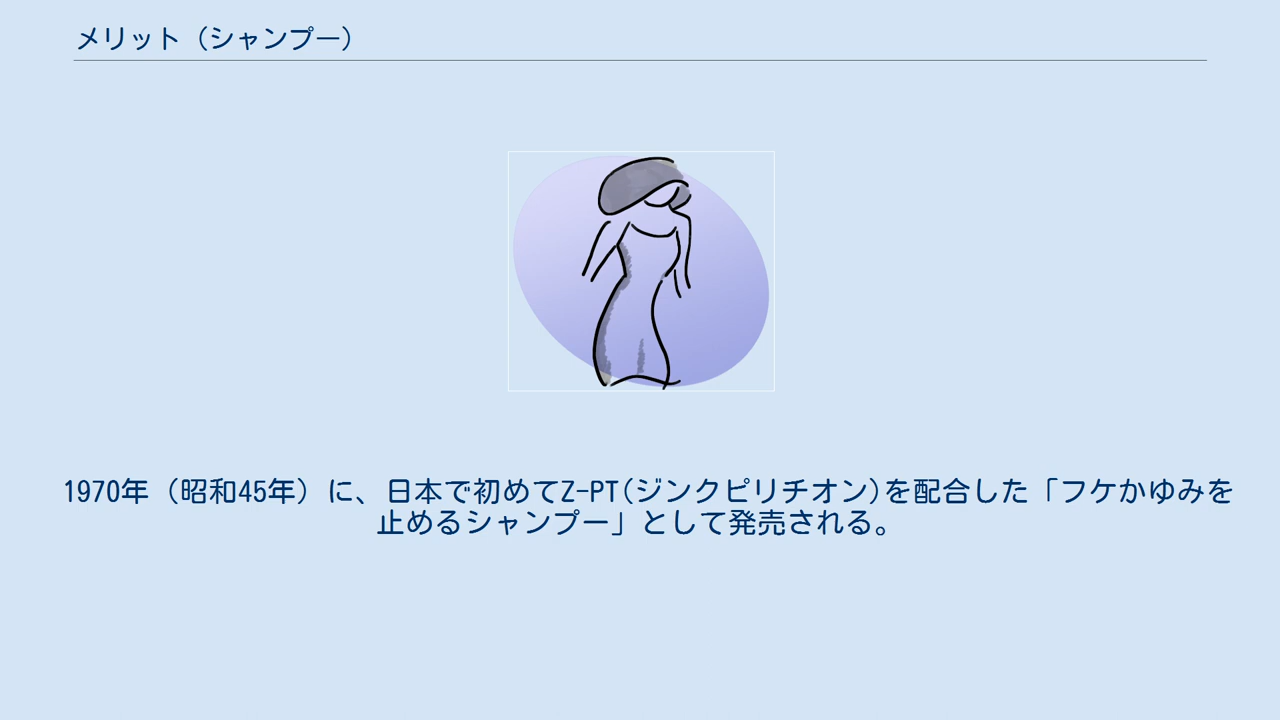 メリット（シャンプー）
1970年（昭和45年）に、日本で初めてZ-PT(ジンクピリチオン)を配合した「フケかゆみを
止めるシャンプー」として発売される。